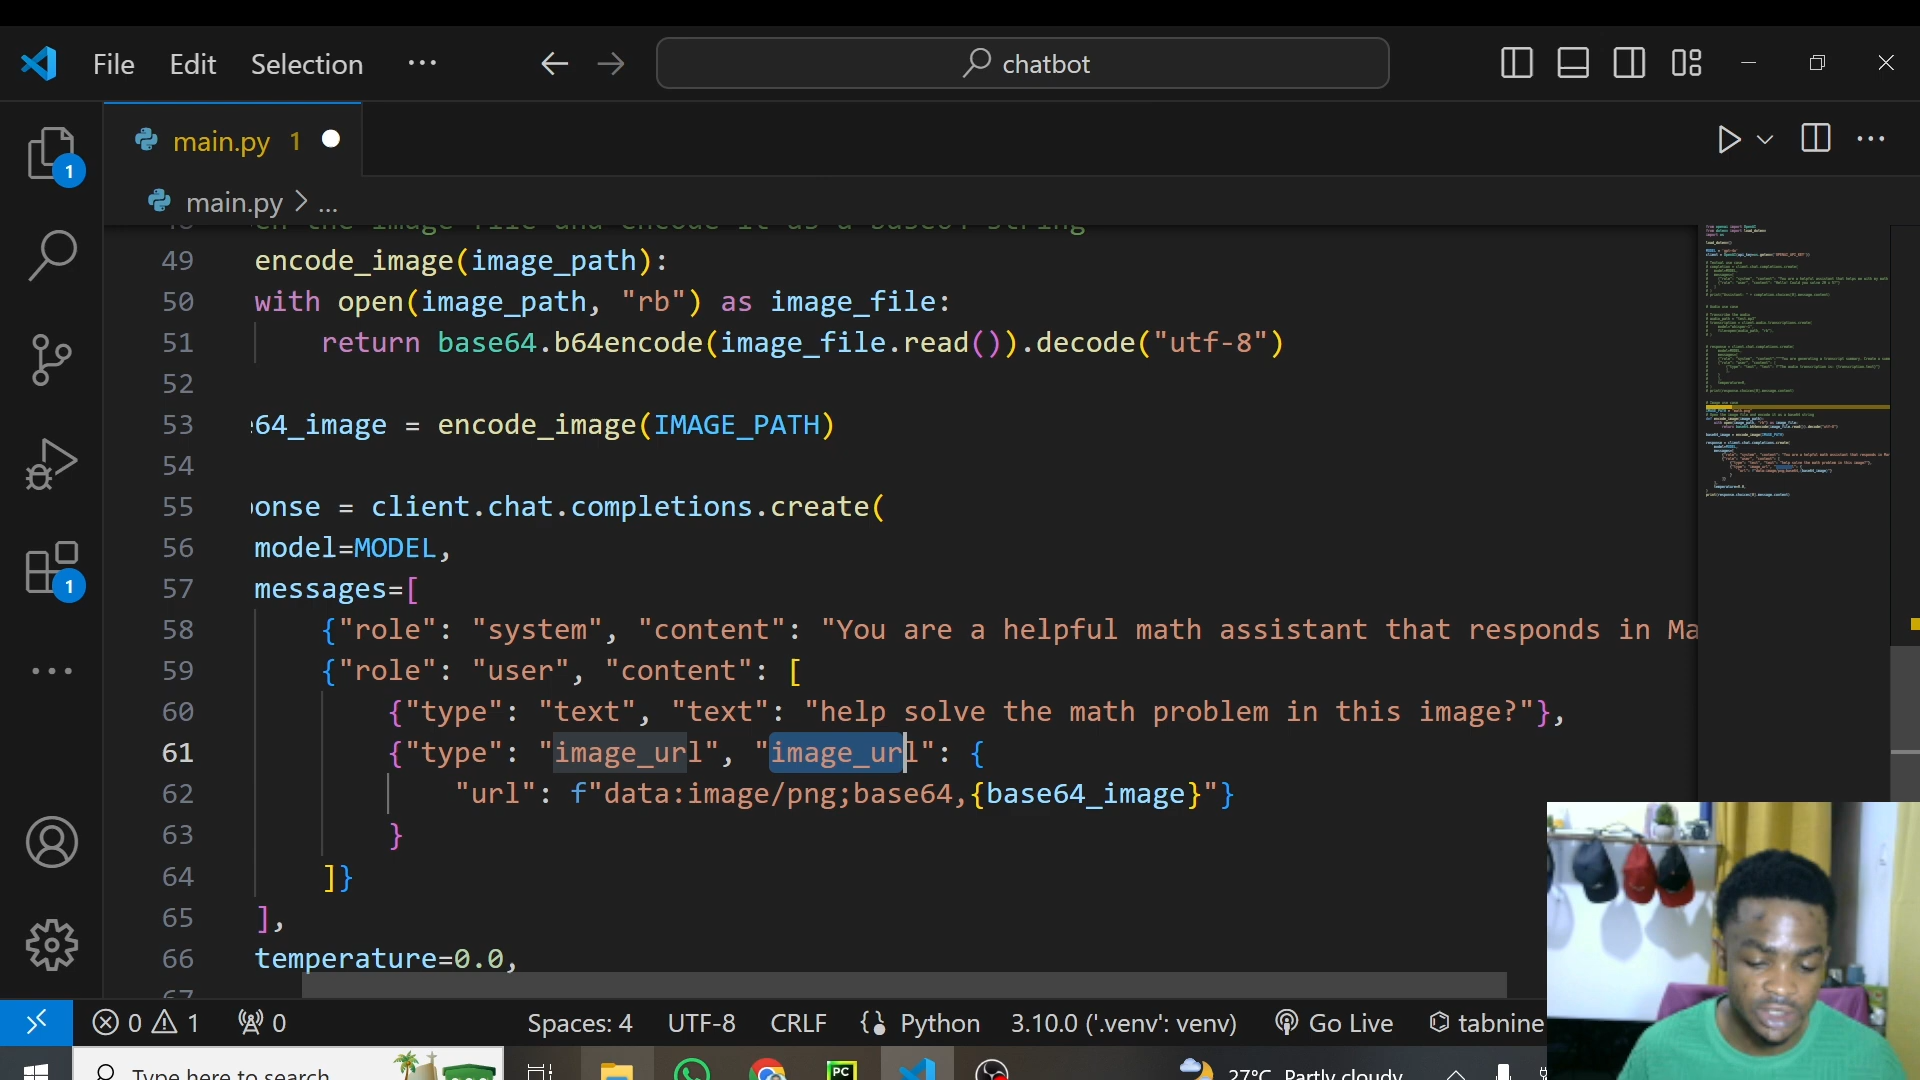 File Edit Selection ... chatbot
main.py 1
main.py > ...
49 encode_image(image_path):
50 with open(image_path, "rb") as image_file:
51 return base64.b64encode(image_file.read()).decode("utf-8")
52
53 e64_image = encode_image(IMAGE_PATH)
54
55 onse = client.chat.completions.create(
56 model=MODEL,
57 messages=[
58 {"role": "system", "content": "You are a helpful math assistant that responds in Ma
59 {"role": "user", "content": [
60 {"type": "text", "text": "help solve the math problem in this image?"},
61 {"type": "image_url", "image_url": {
62 "url": f"data:image/png;base64,{base64_image}"}
63 }
64 ]}
65 ],
66 temperature=0.0,
0 1 0 Spaces: 4 UTF-8 CRLF Python 3.10.0 ('.venv': venv) Go Live tabnine
Type here to search PC 27°C Partly cloudy